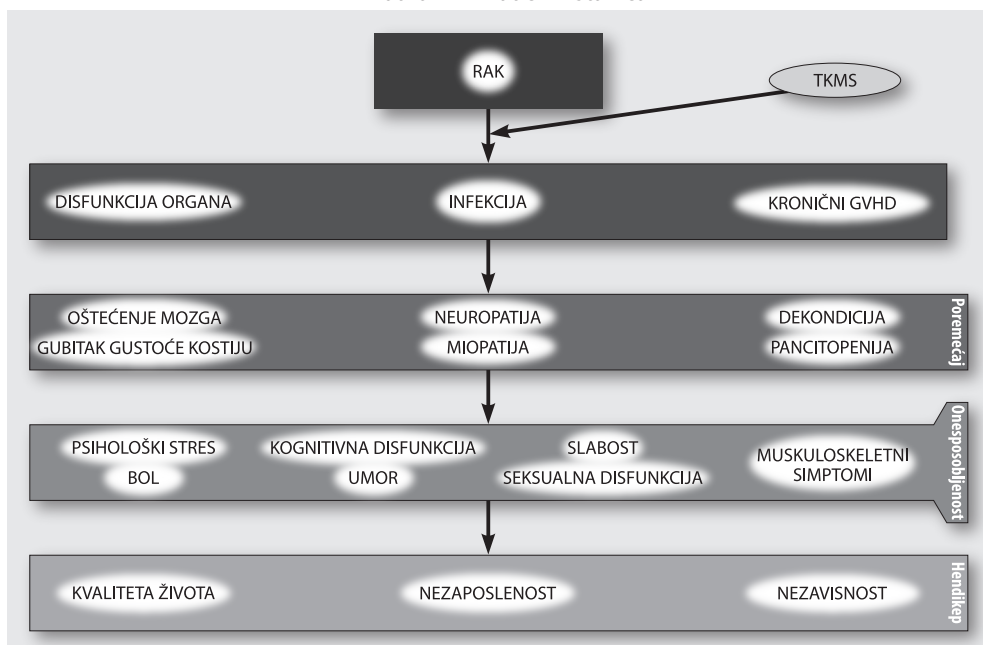 RAK
TKMS
DISFUNKCIJA ORGANA
INFEKCIJA
KRONIČNI GVHD
OŠTEĆENJE MOZGA
GUBITAK GUSTOĆE KOSTIJU
NEUROPATIJA
MIOPATIJA
DEKONDICIJA
PANCITOPENIJA
Poremećaj
PSIHOLOŠKI STRES
BOL
KOGNITIVNA DISFUNKCIJA
UMOR
SLABOST
SEKSUALNA DISFUNKCIJA
MUSKULOSKELETNI
SIMPTOMI
Onesposobljenost
KVALITETA ŽIVOTA
NEZAPOSLENOST
NEZAVISNOST
Hendikep